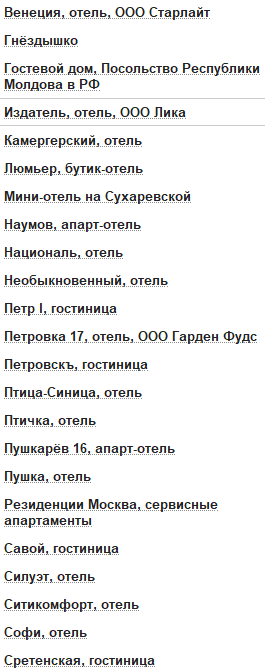 Венеция, отель, ООО Старлайт
Гнёздышко
Гостевой дом, Посольство Республики
Молдова в РФ
Издатель, отель, ООО Лика
Камергерский, отель
Люмьер, бутик-отель
Мини-отель на Сухаревской
Наумов, апарт-отель
Националь, отель
Необыкновенный, отель
Петр I, гостиница
Петровка 17, отель, ООО Гарден Фудс
Петровскъ, гостиница
Птица-Синица, отель
Птичка, отель
Пушкарёв 16, апарт-отель
Пушка, отель
Резиденции Москва, сервисные
апартаменты
Савой, гостиница
Силуэт, отель
Ситикомфорт, отель
Софи, отель
Сретенская, гостиница